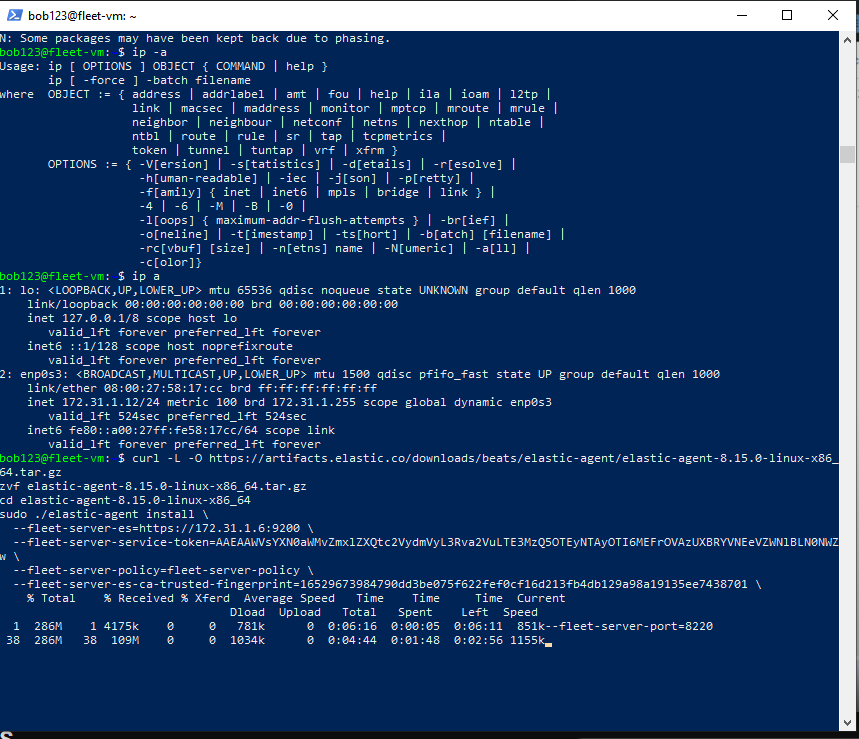 bob123@fleet-vm: ~
N: Some packages may have been kept back due to phasing.
bob123@fleet-vm: $ ip -a
Usage: ip [ OPTIONS ] OBJECT { COMMAND | help }
       ip [ -force ] -batch filename
where  OBJECT := { address | addrlabel | amt | fou | help | ila | ioam | l2tp |
                   link | macsec | maddress | monitor | mptcp | mroute | mrule |
                   neighbor | neighbour | netconf | netns | nexthop | ntable |
                   ntbl | route | rule | sr | tap | tcpmetrics |
                   token | tunnel | tuntap | vrf | xfrm }
       OPTIONS := { -V[ersion] | -s[tatistics] | -d[etails] | -r[esolve] |
                    -h[uman-readable] | -iec | -j[son] | -p[retty] |
                    -f[amily] { inet | inet6 | mpls | bridge | link } |
                    -4 | -6 | -M | -B | -0 |
                    -l[oops] { maximum-addr-flush-attempts } | -br[ief] |
                    -o[neline] | -t[imestamp] | -ts[hort] | -b[atch] [filename] |
                    -rc[vbuf] [size] | -n[etns] name | -N[umeric] | -a[ll] |
                    -c[olor]}
bob123@fleet-vm: $ ip a
1: lo: <LOOPBACK,UP,LOWER_UP> mtu 65536 qdisc noqueue state UNKNOWN group default qlen 1000
    link/loopback 00:00:00:00:00:00 brd 00:00:00:00:00:00
    inet 127.0.0.1/8 scope host lo
       valid_lft forever preferred_lft forever
    inet6 ::1/128 scope host noprefixroute
       valid_lft forever preferred_lft forever
2: enp0s3: <BROADCAST,MULTICAST,UP,LOWER_UP> mtu 1500 qdisc pfifo_fast state UP group default qlen 1000
    link/ether 08:00:27:58:17:cc brd ff:ff:ff:ff:ff:ff
    inet 172.31.1.12/24 metric 100 brd 172.31.1.255 scope global dynamic enp0s3
       valid_lft 524sec preferred_lft 524sec
    inet6 fe80::a00:27ff:fe58:17cc/64 scope link
       valid_lft forever preferred_lft forever
bob123@fleet-vm: $ curl -L -O https://artifacts.elastic.co/downloads/beats/elastic-agent/elastic-agent-8.15.0-linux-x86_
64.tar.gz
zvf elastic-agent-8.15.0-linux-x86_64.tar.gz
cd elastic-agent-8.15.0-linux-x86_64
sudo ./elastic-agent install \
  --fleet-server-es=https://172.31.1.6:9200 \
  --fleet-server-service-token=AAEAAWVsYXN0aWMvZmxlZXQtc2VydmVyL3Rva2VuLTE3MzQ5OTEyNTAyOTI6MEFrOVAzUXBRYVNEeVZWNlBLN0NWZ
w \
  --fleet-server-policy=fleet-server-policy \
  --fleet-server-es-ca-trusted-fingerprint=16529673984790dd3be075f622fef0cf16d213fb4db129a98a19135ee7438701 \
  % Total    % Received % Xferd  Average Speed   Time    Time     Time  Current
                                 Dload  Upload   Total   Spent    Left  Speed
  1  286M    1 4175k    0     0   781k      0  0:06:16  0:00:05  0:06:11  851k--fleet-server-port=8220
 38  286M   38  109M    0     0  1034k      0  0:04:44  0:01:48  0:02:56 1155k